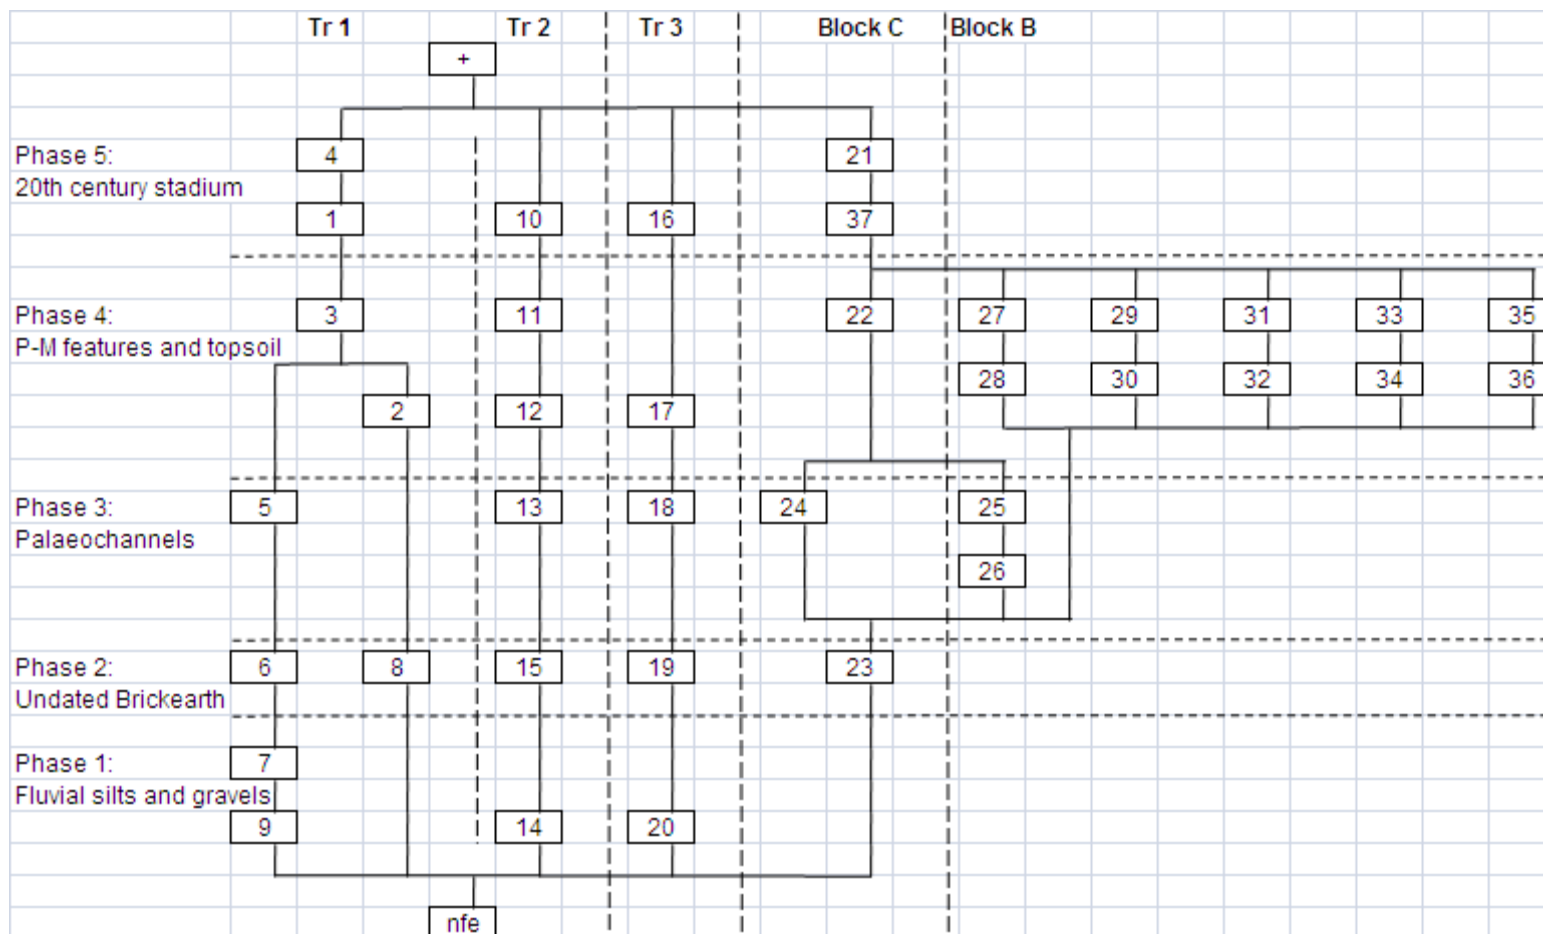 Tr 1 Tr 2 Tr 3 Block C Block B
+
Phase 5: 4 21
20th century stadium
1 10 16 37
Phase 4: 3 11 22 27 29 31 33 35
P-M features and topsoil
28 30 32 34 36
2 12 17
Phase 3: 5 13 18 24 25
Palaeochannels
26
Phase 2: 6 8 15 19 23
Undated Brickearth
Phase 1: 7
Fluvial silts and gravels
9 14 20
nfe